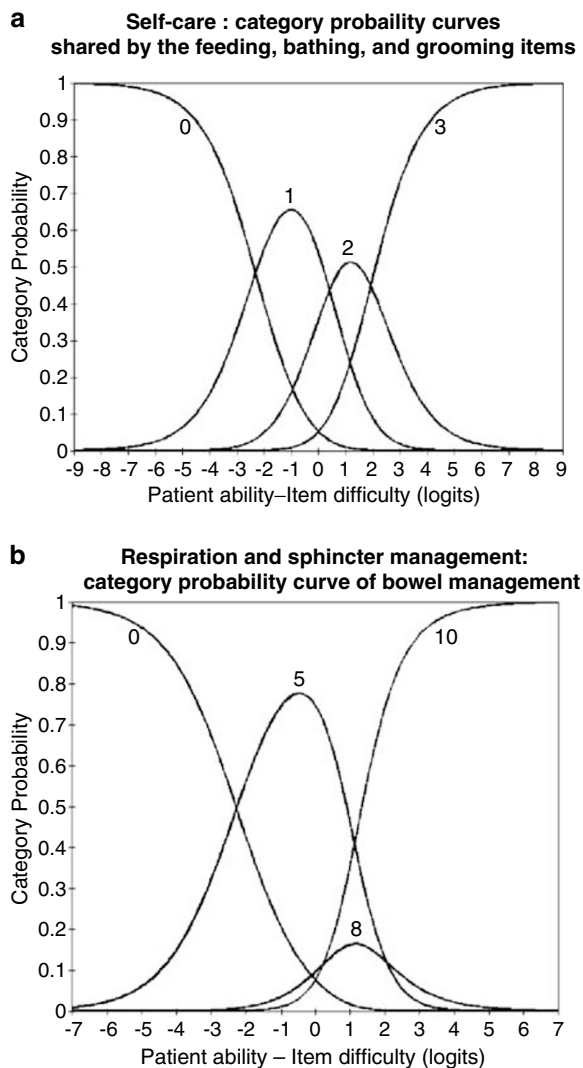 a
Self-care : category probaility curves
shared by the feeding, bathing, and grooming items
1
0.9
0.8
0.7
0.6
0.5
0.4
0.3
0.2
0.1
0
Category Probability
0
1
2
3
-9 -8 -7 -6 -5 -4 -3 -2 -1 0 1 2 3 4 5 6 7 8 9
Patient ability–Item difficulty (logits)
b
Respiration and sphincter management:
category probability curve of bowel management
1
0.9
0.8
0.7
0.6
0.5
0.4
0.3
0.2
0.1
0
Category Probability
0
5
8
10
-7 -6 -5 -4 -3 -2 -1 0 1 2 3 4 5 6 7
Patient ability – Item difficulty (logits)